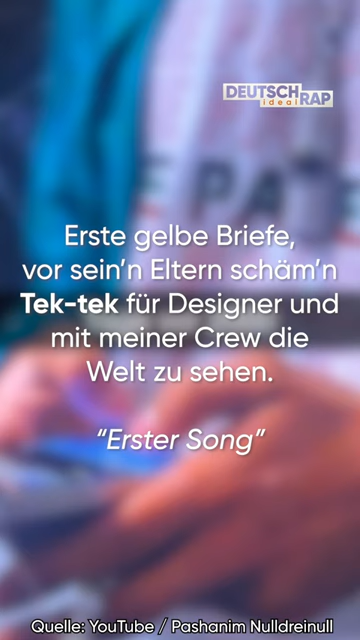 DEUTSCH
ideal RAP
Erste gelbe Briefe,
vor sein’n Eltern schäm’n
Tek-tek für Designer und
mit meiner Crew die
Welt zu sehen.
“Erster Song”
Quelle: YouTube / Pashanim Nulldreinull